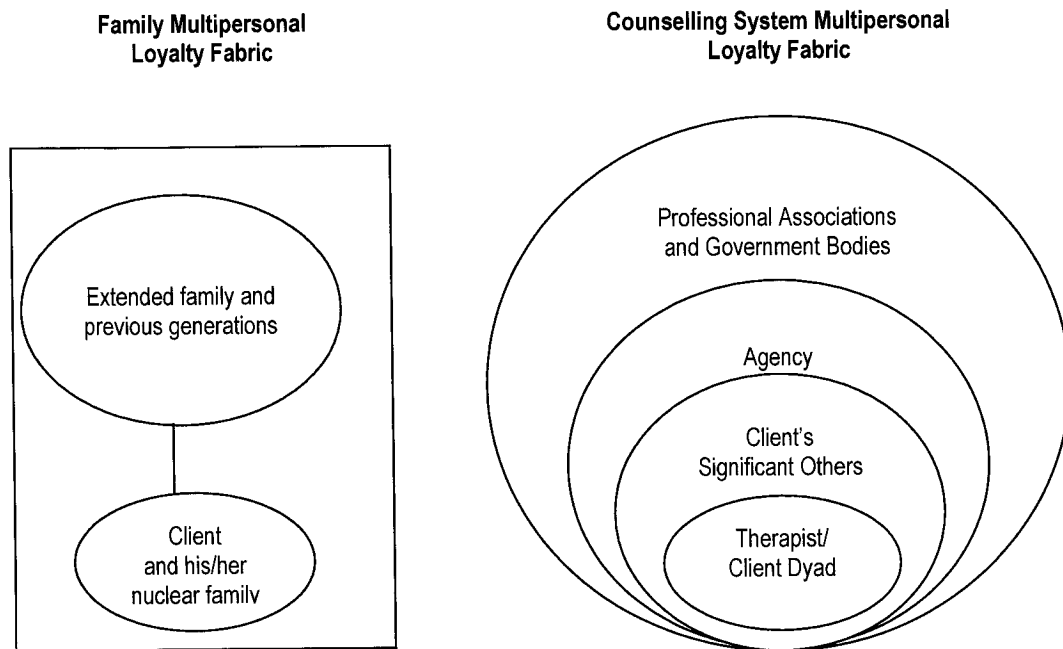 Family Multipersonal
Loyalty Fabric
Extended family and
previous generations
Client
and his/her
nuclear family
Counselling System Multipersonal
Loyalty Fabric
Professional Associations
and Government Bodies
Agency
Client's
Significant Others
Therapist/
Client Dyad